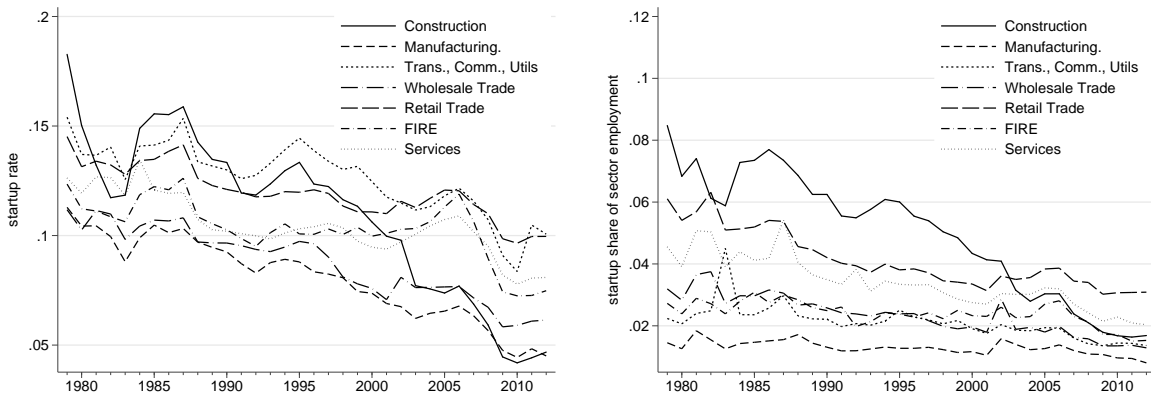 startup rate
.2
.15
.1
.05
1980 1985 1990 1995 2000 2005 2010
Construction
Manufacturing.
Trans., Comm., Utils
Wholesale Trade
Retail Trade
FIRE
Services
startup share of sector employment
.12
.1
.08
.06
.04
.02
1980 1985 1990 1995 2000 2005 2010
Construction
Manufacturing.
Trans., Comm., Utils
Wholesale Trade
Retail Trade
FIRE
Services